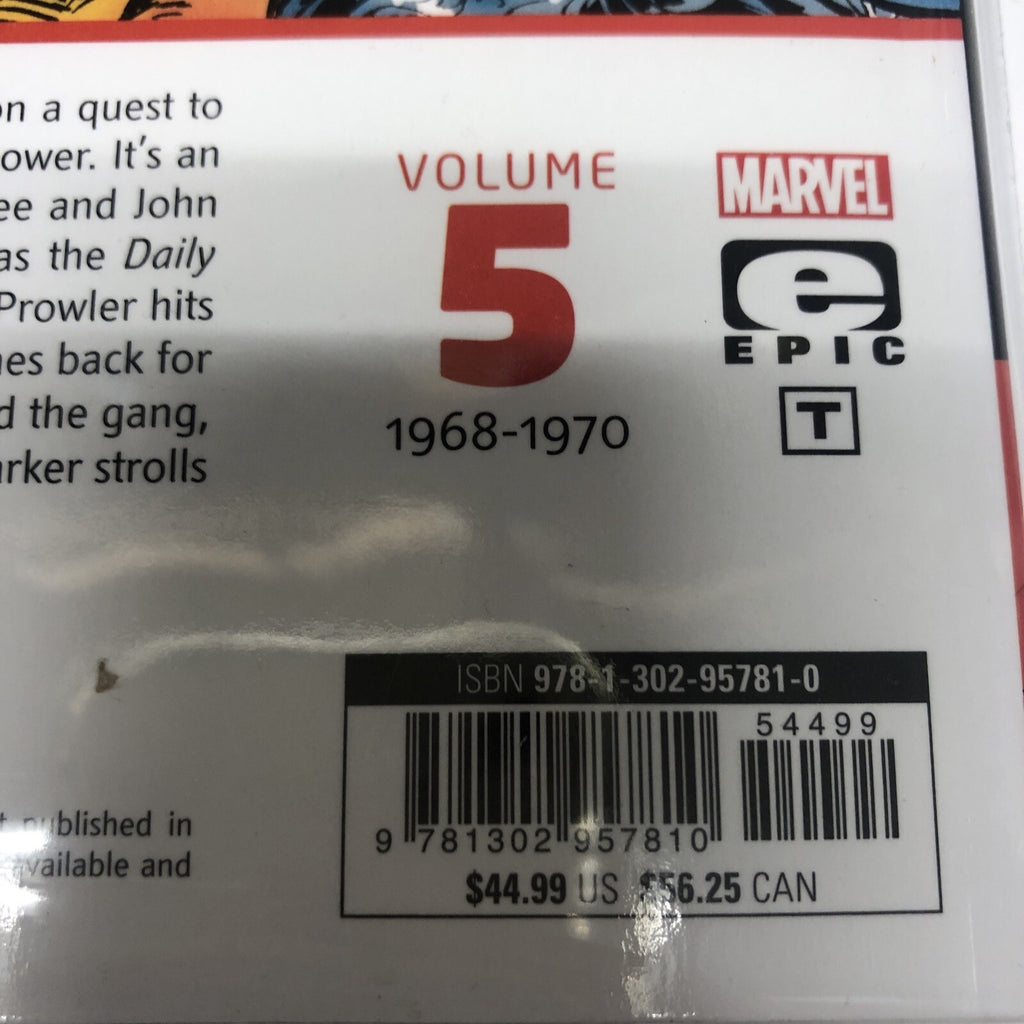 on a quest to
ower. It's an
ee and John
as the Daily
Prowler hits
es back for
d the gang,
arker strolls
VOLUME
5
1968-1970
MARVEL
e
EPIC
T
ISBN 978-1-302-95781-0
54499
9 781302 957810
$44.99 US $56.25 CAN
published in
available and